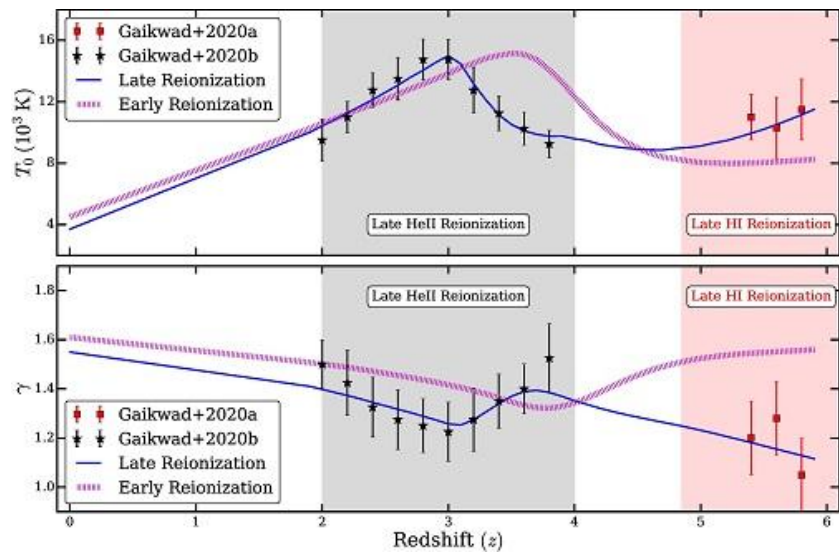 Gaikwad+2020a
Gaikwad+2020b
Late Reionization
Early Reionization
Late HeII Reionization
Late HI Reionization
T₀ (10³ K)
16
12
8
4
Late HeII Reionization
Late HI Reionization
Gaikwad+2020a
Gaikwad+2020b
Late Reionization
Early Reionization
γ
1.8
1.6
1.4
1.2
1.0
0 1 2 3 4 5 6
Redshift (z)